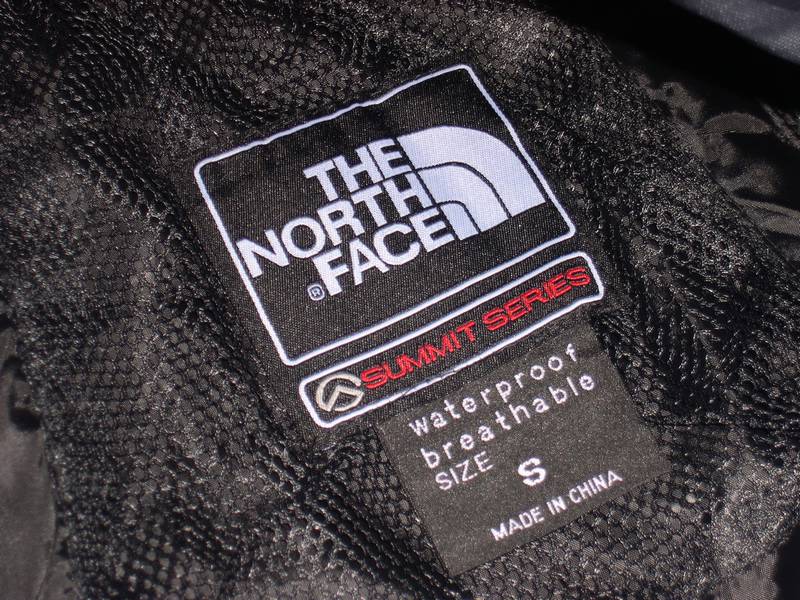 THE
NORTH
FACE
®
SUMMIT SERIES
waterproof
breathable
SIZE S
MADE IN CHINA